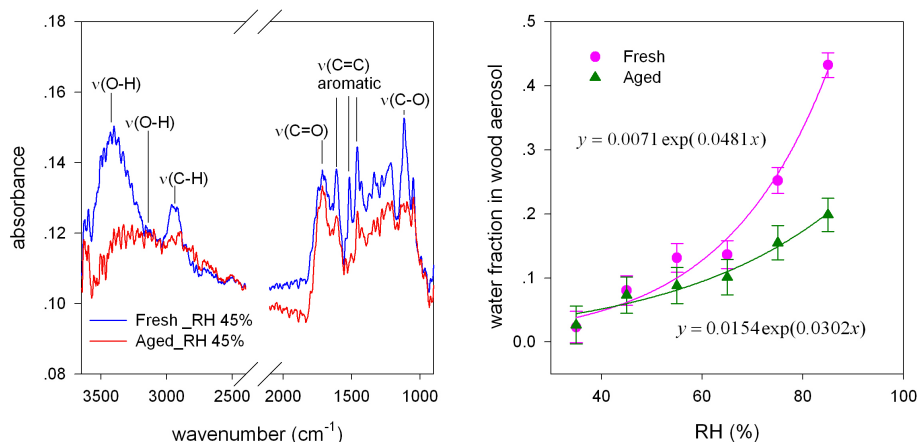 .18
.16
.14
.12
.10
.08
absorbance
ν(O-H)
ν(O-H)
ν(C-H)
ν(C=O)
ν(C=C)
aromatic
ν(C-O)
Fresh _RH 45%
Aged_RH 45%
3500 3000 2500 2000 1500 1000
wavenumber (cm⁻¹)
.5
.4
.3
.2
.1
0.0
water fraction in wood aerosol
Fresh
Aged
y = 0.0071 exp(0.0481x)
y = 0.0154 exp(0.0302x)
40 60 80 100
RH (%)